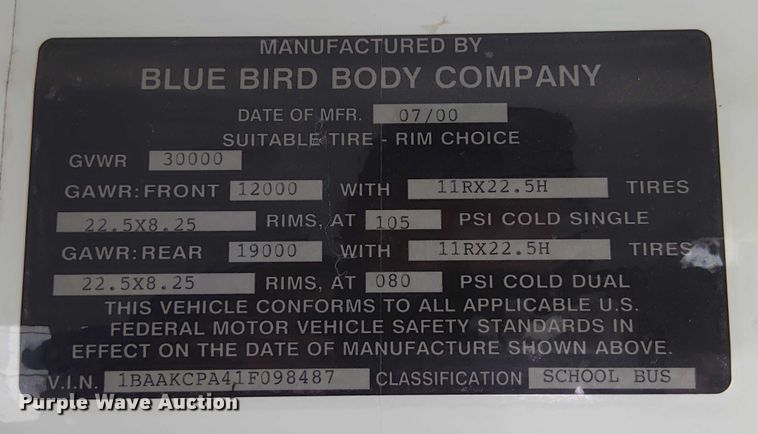 MANUFACTURED BY
BLUE BIRD BODY COMPANY
DATE OF MFR. 07/00
SUITABLE TIRE - RIM CHOICE
GVWR 30000
GAWR: FRONT 12000 WITH 11RX22.5H TIRES
22.5X8.25 RIMS, AT 105 PSI COLD SINGLE
GAWR: REAR 19000 WITH 11RX22.5H TIRES
22.5X8.25 RIMS, AT 080 PSI COLD DUAL
THIS VEHICLE CONFORMS TO ALL APPLICABLE U.S.
FEDERAL MOTOR VEHICLE SAFETY STANDARDS IN
EFFECT ON THE DATE OF MANUFACTURE SHOWN ABOVE.
V.I.N. 1BAAKCPA41F098487 CLASSIFICATION SCHOOL BUS
Purple Wave Auction